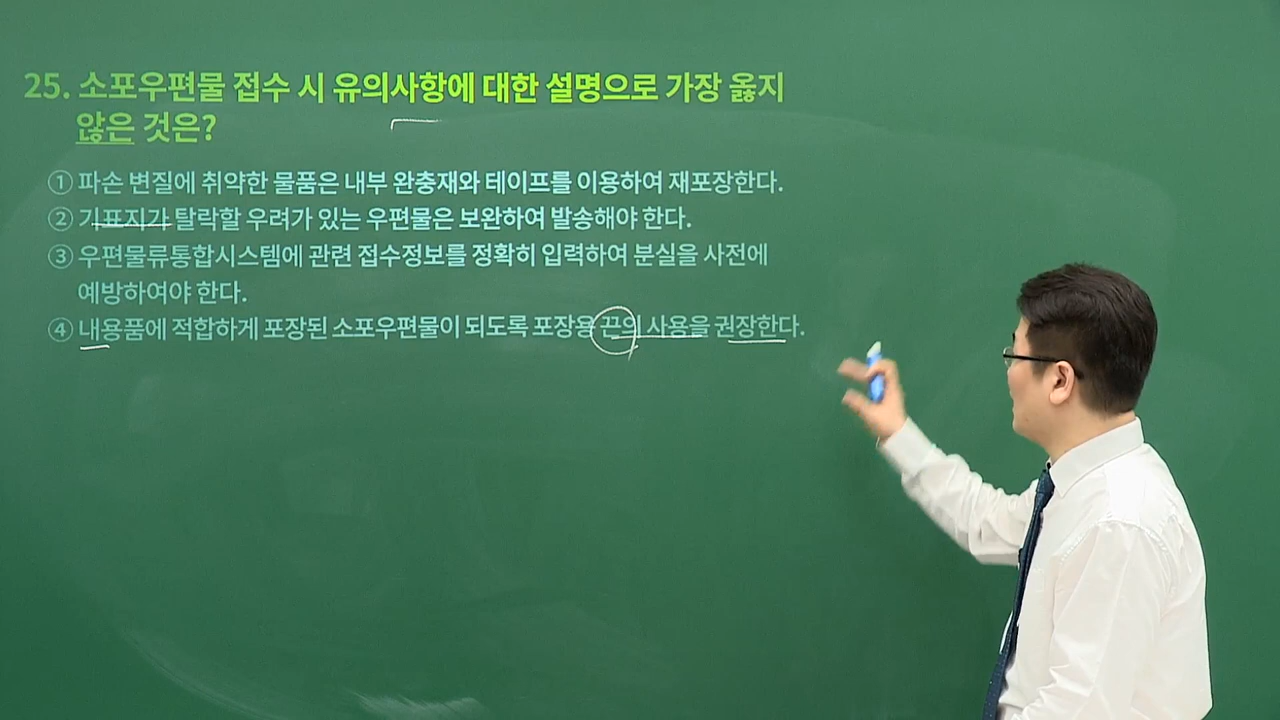 25. 소포우편물 접수 시 유의사항에 대한 설명으로 가장 옳지
않은 것은?
① 파손 변질에 취약한 물품은 내부 완충재와 테이프를 이용하여 재포장한다.
② 기표지가 탈락할 우려가 있는 우편물은 보완하여 발송해야 한다.
③ 우편물류통합시스템에 관련 접수정보를 정확히 입력하여 분실을 사전에
예방하여야 한다.
④ 내용품에 적합하게 포장된 소포우편물이 되도록 포장용 끈의 사용을 권장한다.